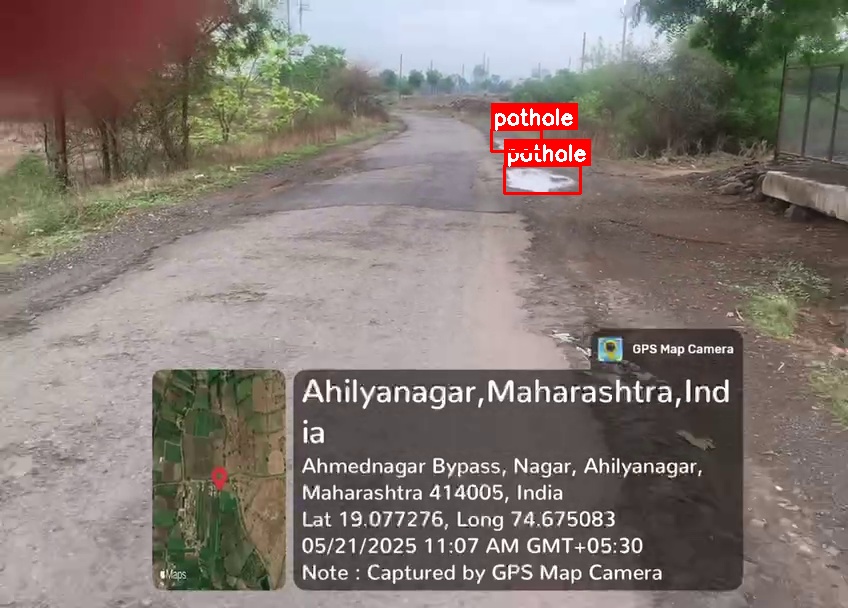 pothole
pothole
GPS Map Camera
Ahilyanagar,Maharashtra,Ind
ia
Ahmednagar Bypass, Nagar, Ahilyanagar,
Maharashtra 414005, India
Lat 19.077276, Long 74.675083
05/21/2025 11:07 AM GMT+05:30
Note : Captured by GPS Map Camera
Maps